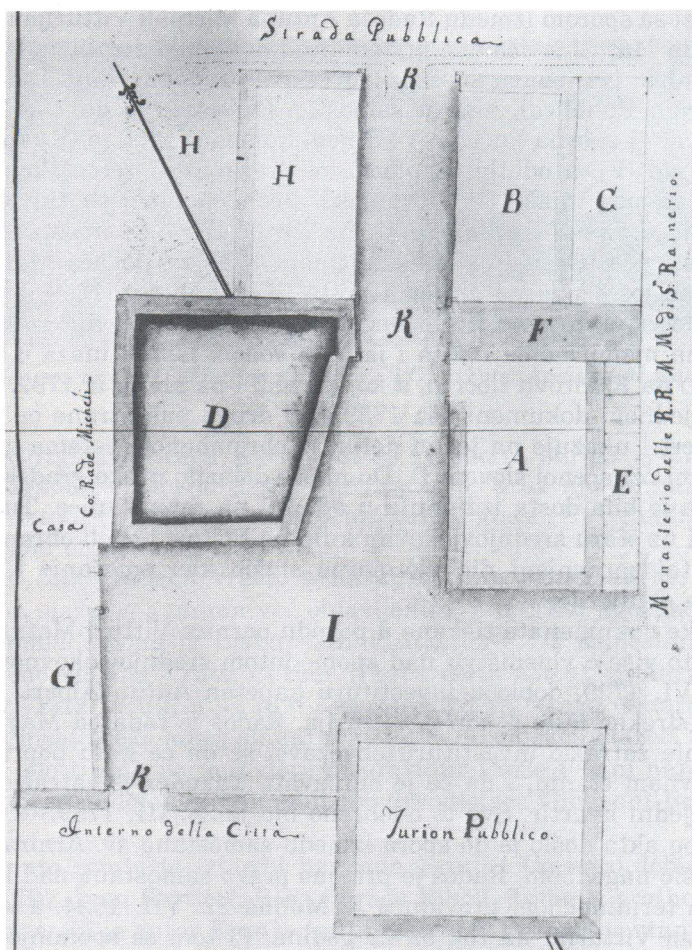 Strada Pubblica
K
H
H
B
C
K
F
D
A
E
Monasterio delle R.R. M.M. di S. Rainerio.
Casa Co: Rade Micheli
I
G
K
Interno della Città
Turion Pubblico.